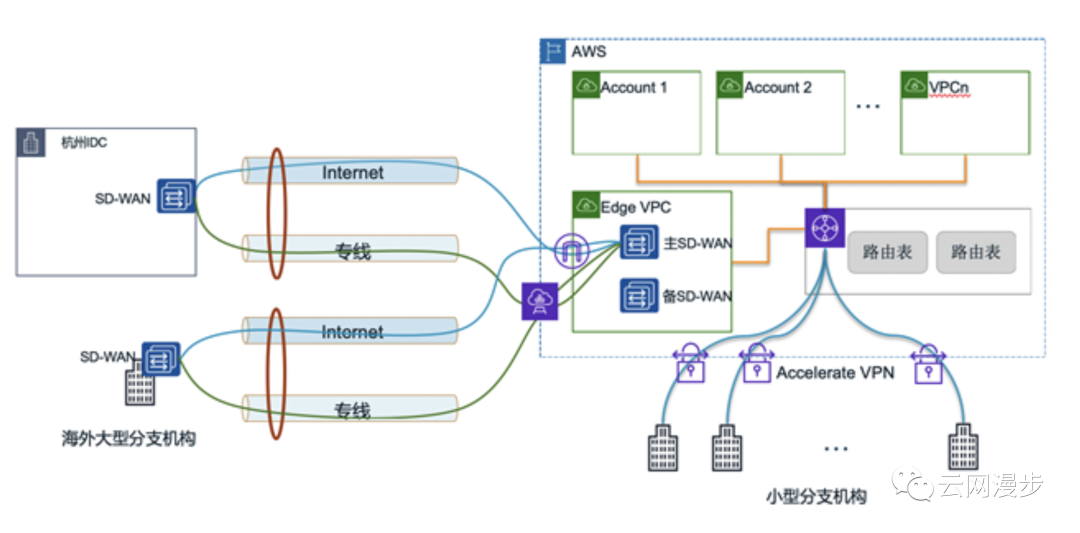 AWS
Account 1
Account 2
...
VPCn
杭州IDC
SD-WAN
Internet
专线
Edge VPC
主SD-WAN
备SD-WAN
路由表
路由表
SD-WAN
Internet
专线
海外大型分支机构
Accelerate VPN
...
小型分支机构
云网漫步